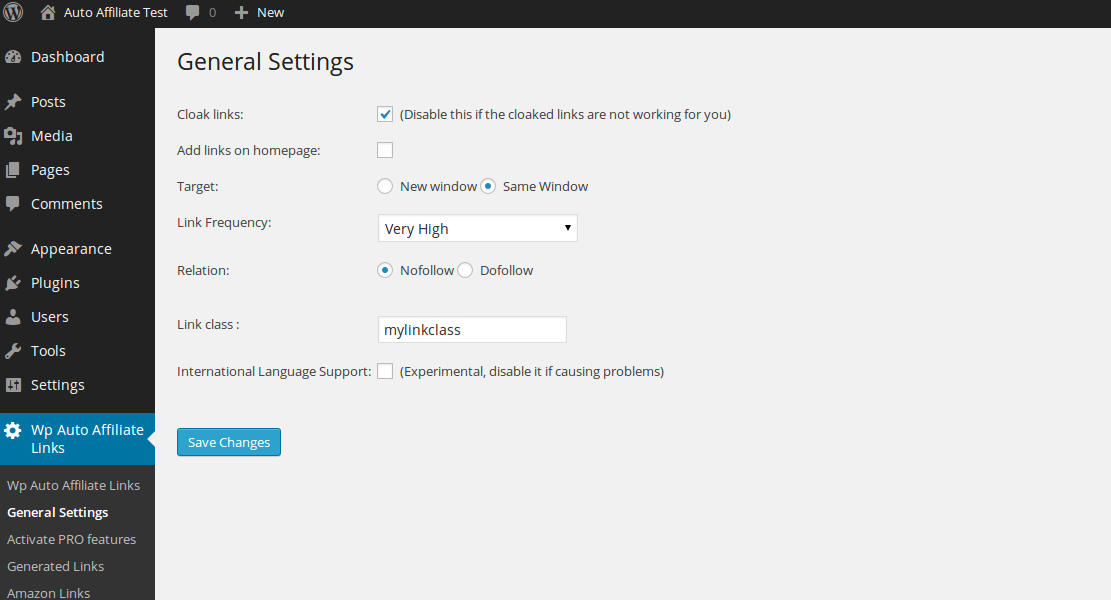 Auto Affiliate Test 0 New
Dashboard
Posts
Media
Pages
Comments
Appearance
Plugins
Users
Tools
Settings
Wp Auto Affiliate
Links
Wp Auto Affiliate Links
General Settings
Activate PRO features
Generated Links
Amazon Links
General Settings
Cloak links: (Disable this if the cloaked links are not working for you)
Add links on homepage:
Target: New window Same Window
Link Frequency: Very High
Relation: Nofollow Dofollow
Link class : mylinkclass
International Language Support: (Experimental, disable it if causing problems)
Save Changes